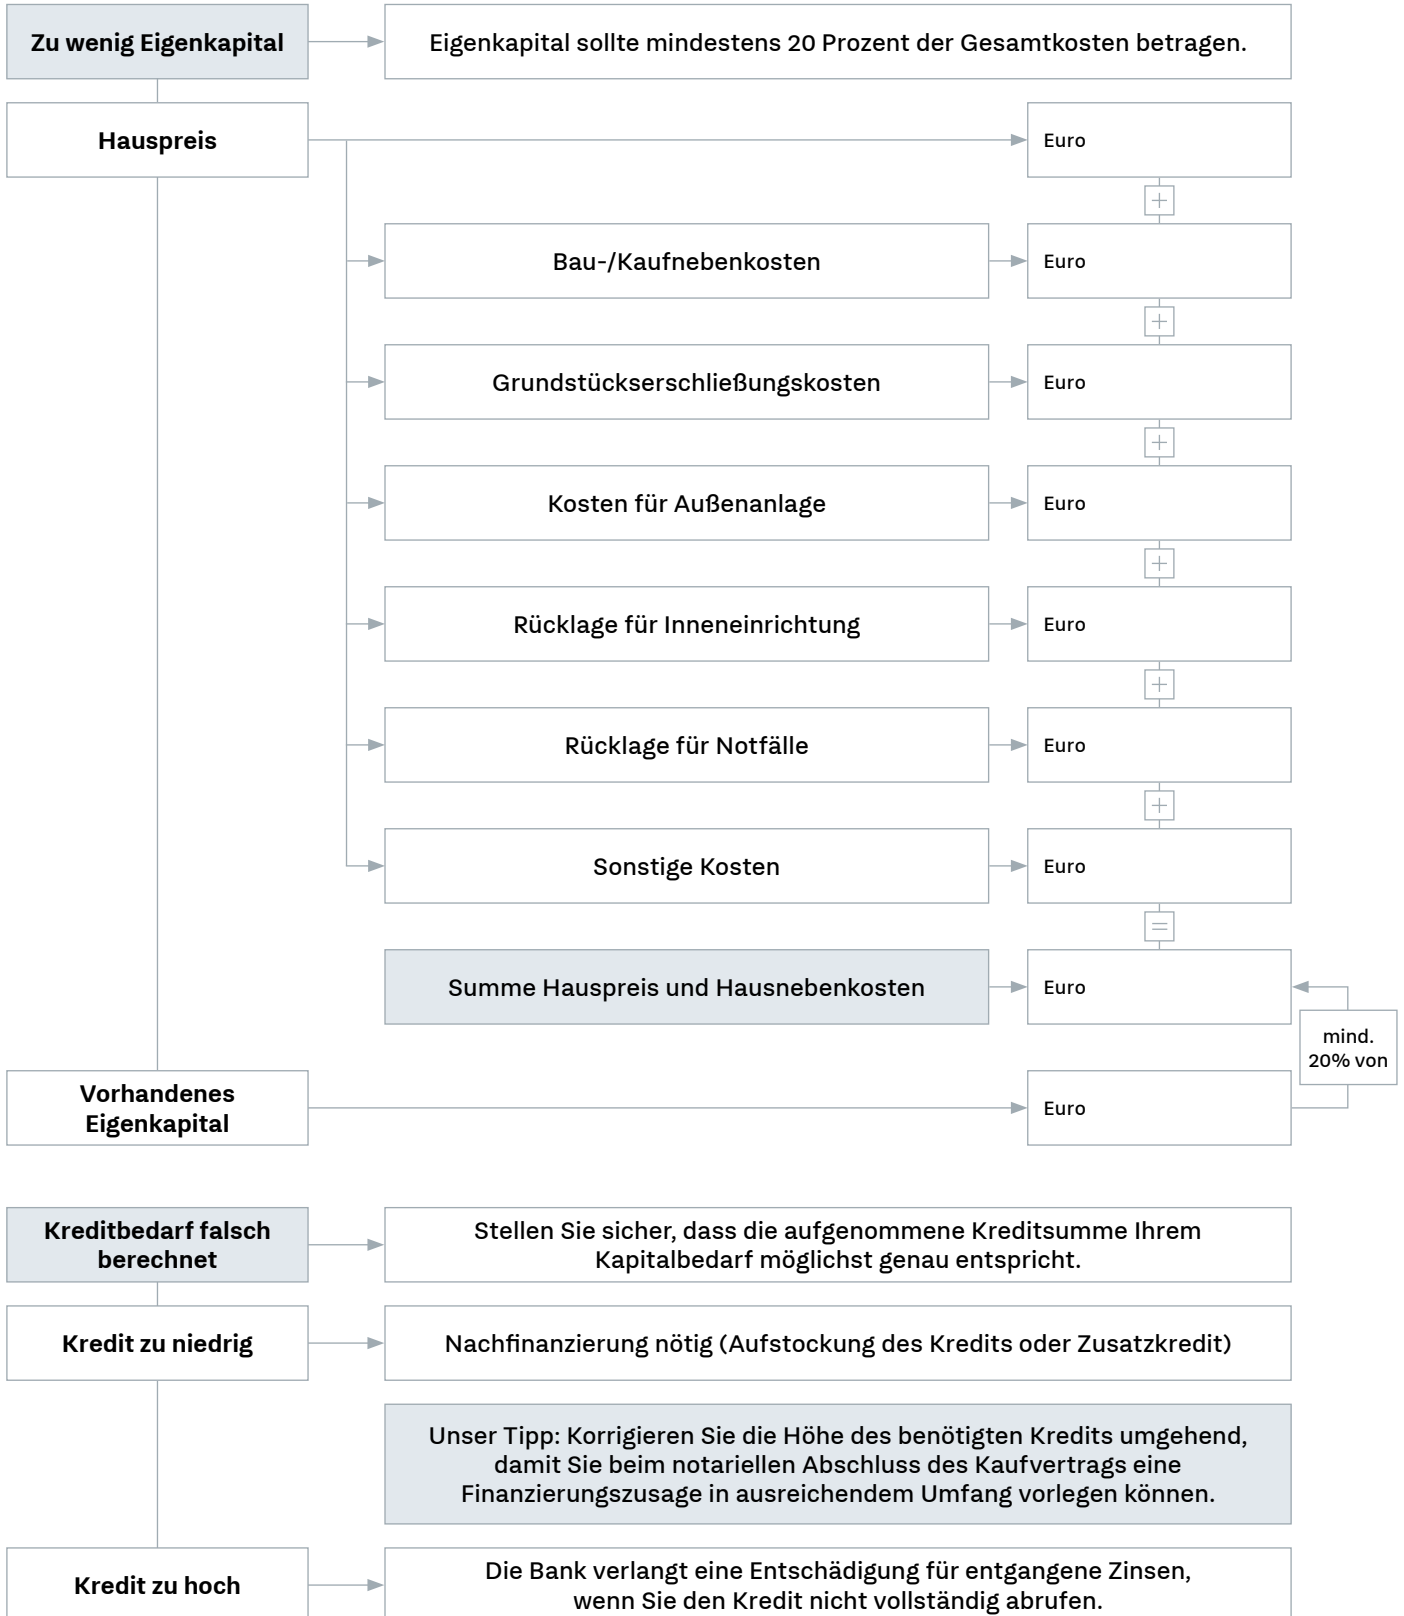 Zu wenig Eigenkapital
Eigenkapital sollte mindestens 20 Prozent der Gesamtkosten betragen.
Hauspreis
Euro
+
Bau-/Kaufnebenkosten
Euro
+
Grundstückserschließungskosten
Euro
+
Kosten für Außenanlage
Euro
+
Rücklage für Inneneinrichtung
Euro
+
Rücklage für Notfälle
Euro
+
Sonstige Kosten
Euro
=
Summe Hauspreis und Hausnebenkosten
Euro
mind.
20% von
Vorhandenes
Eigenkapital
Euro
Kreditbedarf falsch
berechnet
Stellen Sie sicher, dass die aufgenommene Kreditsumme Ihrem
Kapitalbedarf möglichst genau entspricht.
Kredit zu niedrig
Nachfinanzierung nötig (Aufstockung des Kredits oder Zusatzkredit)
Unser Tipp: Korrigieren Sie die Höhe des benötigten Kredits umgehend,
damit Sie beim notariellen Abschluss des Kaufvertrags eine
Finanzierungszusage in ausreichendem Umfang vorlegen können.
Kredit zu hoch
Die Bank verlangt eine Entschädigung für entgangene Zinsen,
wenn Sie den Kredit nicht vollständig abrufen.